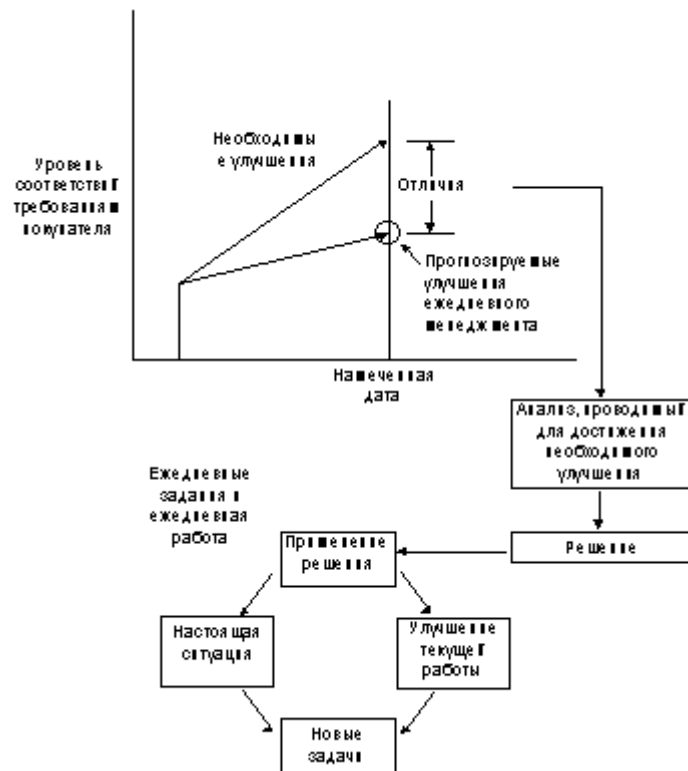 Необходимы
е улучшения
Уровень
соответствий
требованиям
покупателя
Отличия
Прогнозируемые
улучшения
ежедневного
менеджмента
Намеченная
дата
Анализ, проводимый
для достижения
необходимого
улучшения
Ежедневные
задания и
ежедневная
работа
Применение
решения
Решение
Настоящая
ситуация
Улучшение
текущей
работы
Новые
задачи